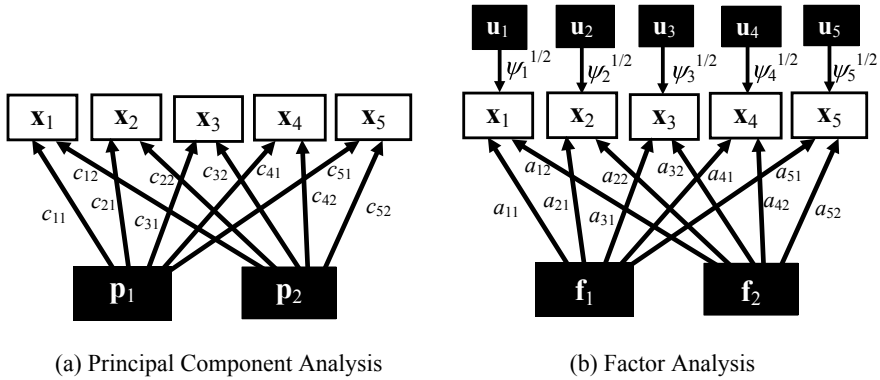 u₁ u₂ u₃ u₄ u₅
ψ₁^1/2 ψ₂^1/2 ψ₃^1/2 ψ₄^1/2 ψ₅^1/2
x₁ x₂ x₃ x₄ x₅
x₁ x₂ x₃ x₄ x₅
c₁₂ c₂₂ c₃₂ c₄₁ c₅₁
c₁₁ c₂₁ c₃₁ c₄₂ c₅₂
a₁₂ a₂₂ a₃₂ a₄₁ a₅₁
a₁₁ a₂₁ a₃₁ a₄₂ a₅₂
p₁ p₂
f₁ f₂
(a) Principal Component Analysis
(b) Factor Analysis